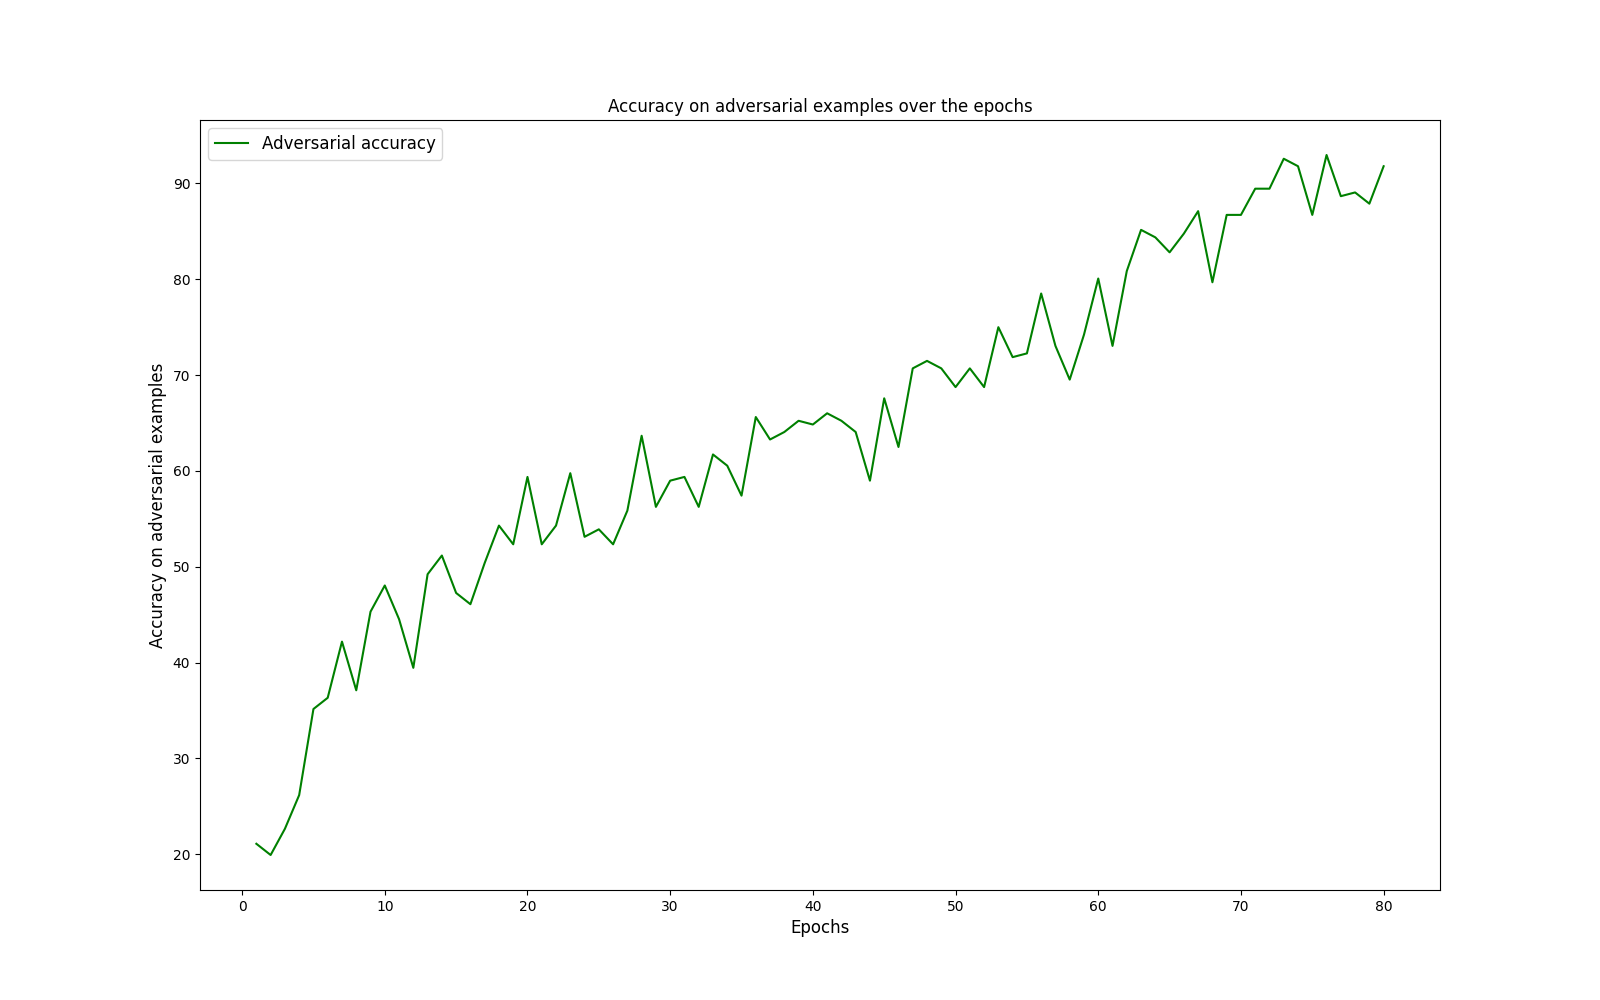 Accuracy on adversarial examples over the epochs
Adversarial accuracy
Accuracy on adversarial examples
90
80
70
60
50
40
30
20
0 10 20 30 40 50 60 70 80
Epochs